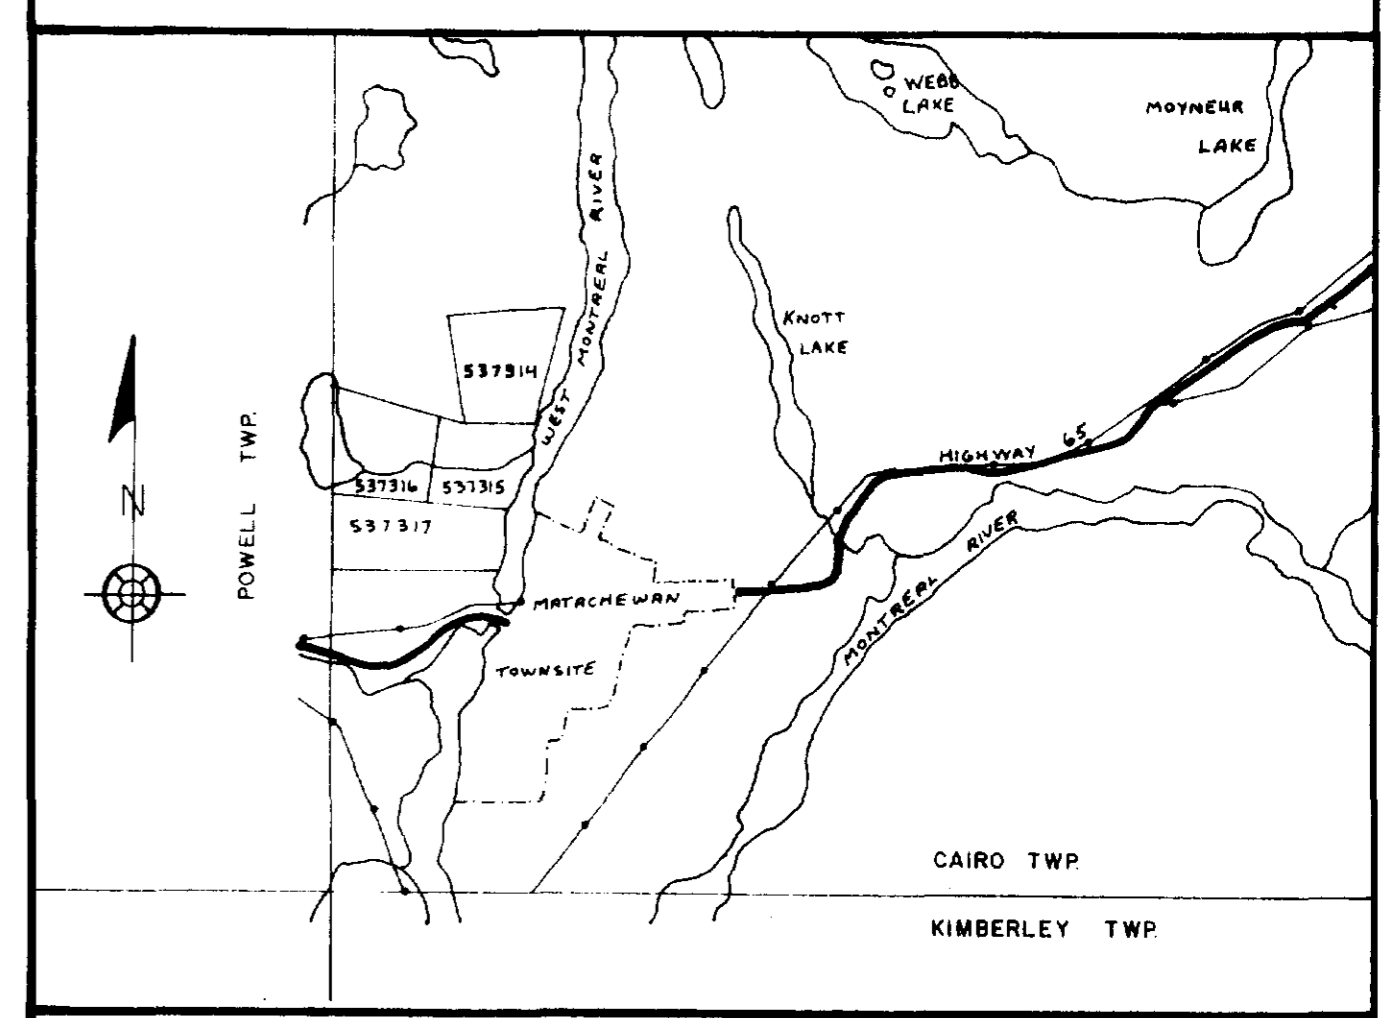 WEBB
LAKE
MOYNEUR
LAKE
WEST MONTREAL RIVER
KNOTT
LAKE
537314
HIGHWAY 65
537316
537315
537317
N
POWELL TWP.
MONTREAL RIVER
MATACHEWAN
TOWNSITE
CAIRO TWP.
KIMBERLEY TWP.